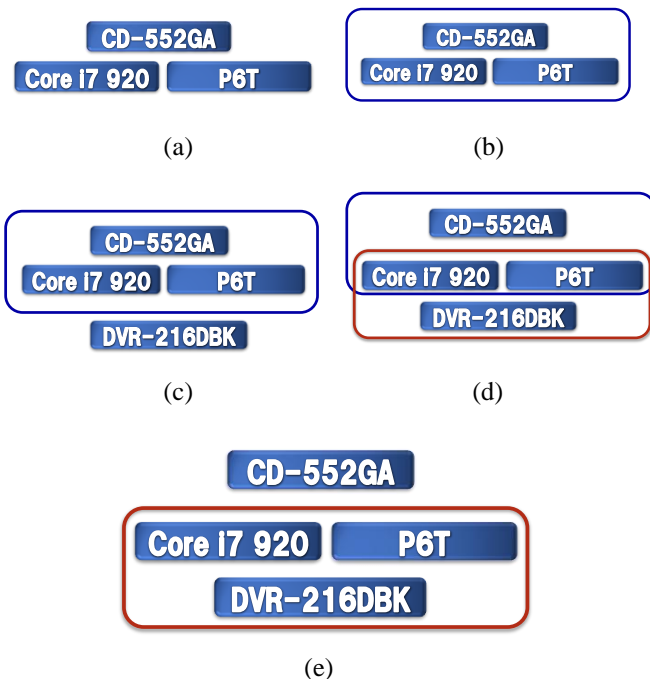 CD-552GA
Core i7 920 P6T
(a)
CD-552GA
Core i7 920 P6T
(b)
CD-552GA
Core i7 920 P6T
DVR-216DBK
(c)
CD-552GA
Core i7 920 P6T
DVR-216DBK
(d)
CD-552GA
Core i7 920 P6T
DVR-216DBK
(e)